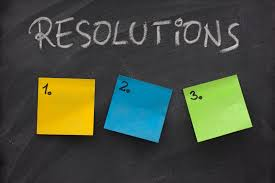 RESOLUTIONS
1. 2. 3.